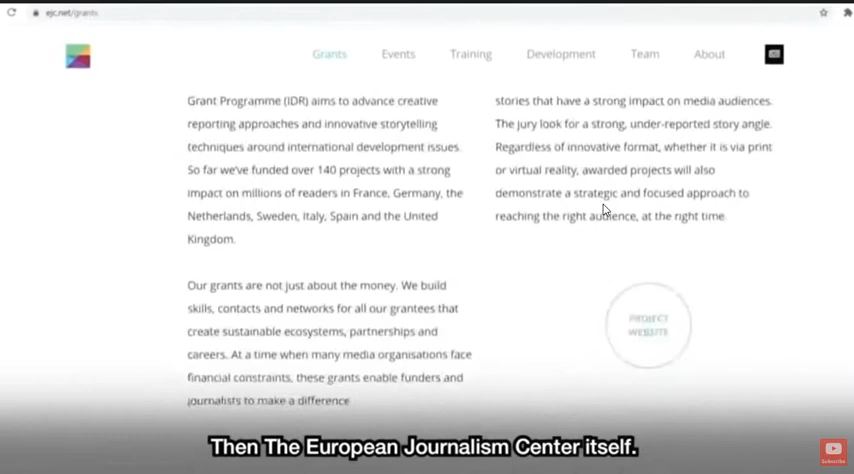 ejc.net/grants
Grants Events Training Development Team About
Grant Programme (IDR) aims to advance creative
reporting approaches and innovative storytelling
techniques around international development issues.
So far we've funded over 140 projects with a strong
impact on millions of readers in France, Germany, the
Netherlands, Sweden, Italy, Spain and the United
Kingdom.
Our grants are not just about the money. We build
skills, contacts and networks for all our grantees that
create sustainable ecosystems, partnerships and
careers. At a time when many media organisations face
financial constraints, these grants enable funders and
journalists to make a difference
stories that have a strong impact on media audiences.
The jury look for a strong, under-reported story angle.
Regardless of innovative format, whether it is via print
or virtual reality, awarded projects will also
demonstrate a strategic and focused approach to
reaching the right audience, at the right time.
PROJECT
WEBSITE
Then The European Journalism Center itself.
Subscribe